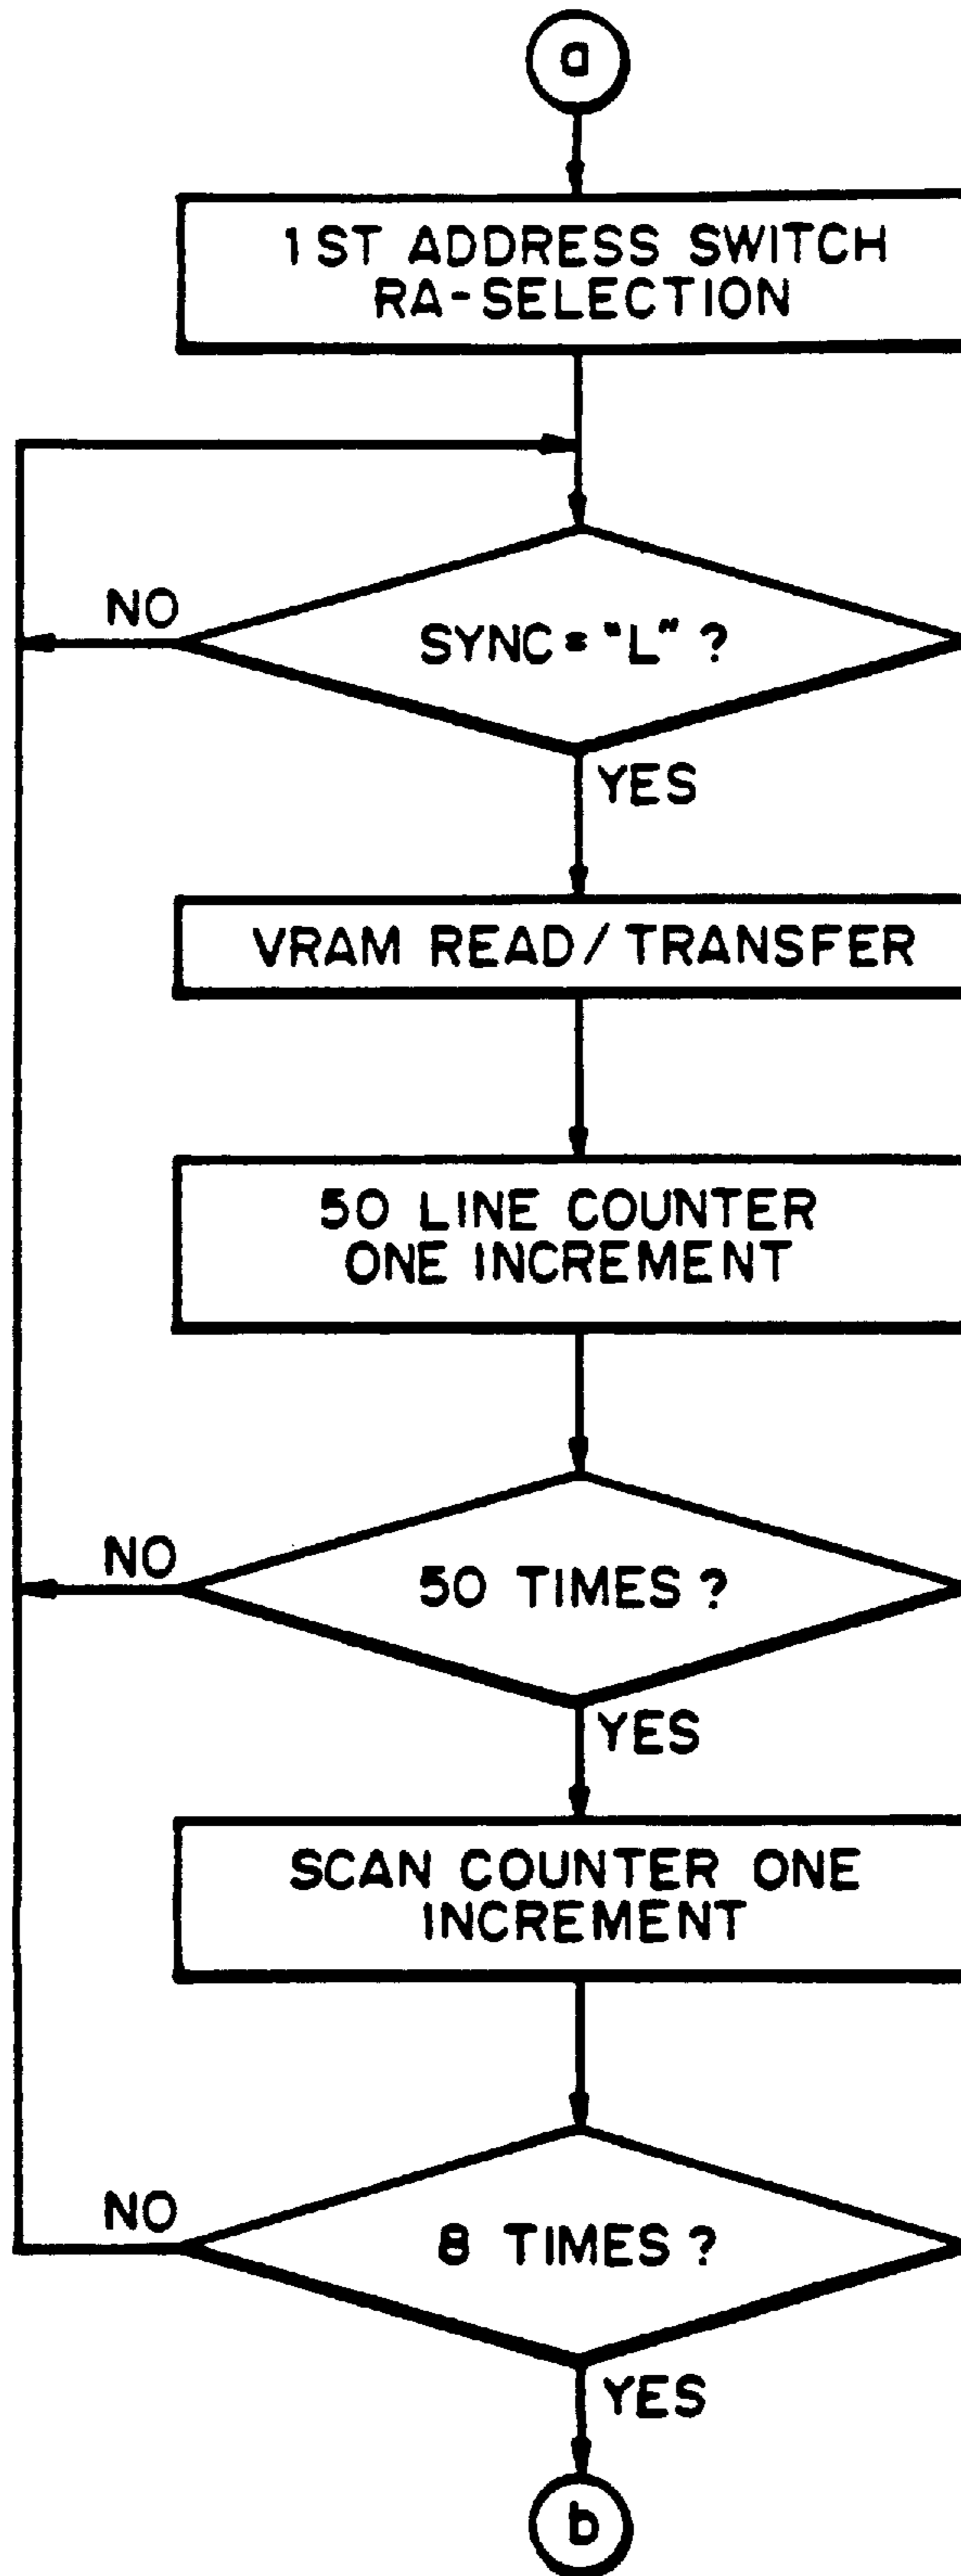 a
1ST ADDRESS SWITCH
RA-SELECTION
NO
SYNC="L"?
YES
VRAM READ/TRANSFER
50 LINE COUNTER
ONE INCREMENT
NO
50 TIMES?
YES
SCAN COUNTER ONE
INCREMENT
NO
8 TIMES?
YES
b